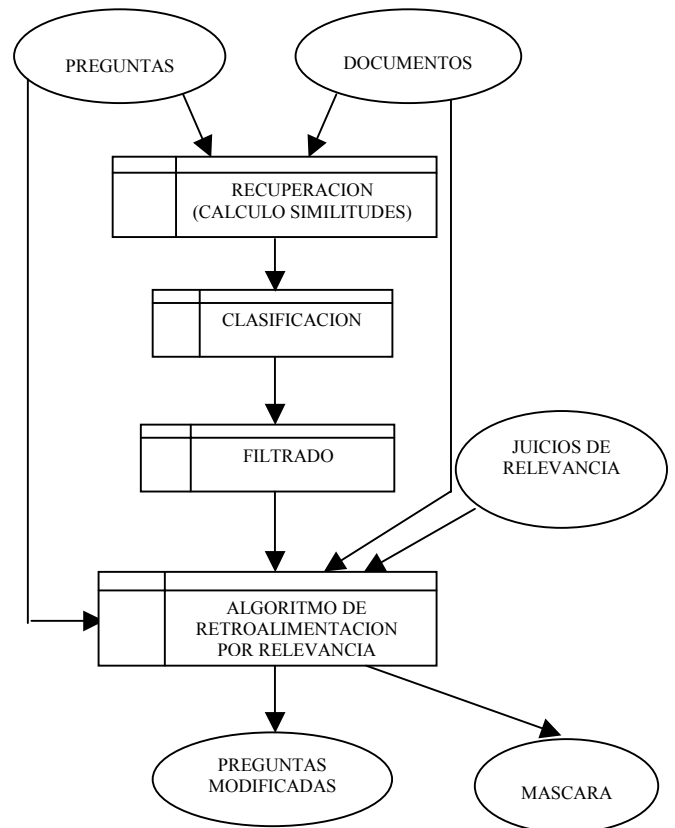 PREGUNTAS
DOCUMENTOS
RECUPERACION
(CALCULO SIMILITUDES)
CLASIFICACION
FILTRADO
JUICIOS DE
RELEVANCIA
ALGORITMO DE
RETROALIMENTACION
POR RELEVANCIA
PREGUNTAS
MODIFICADAS
MASCARA